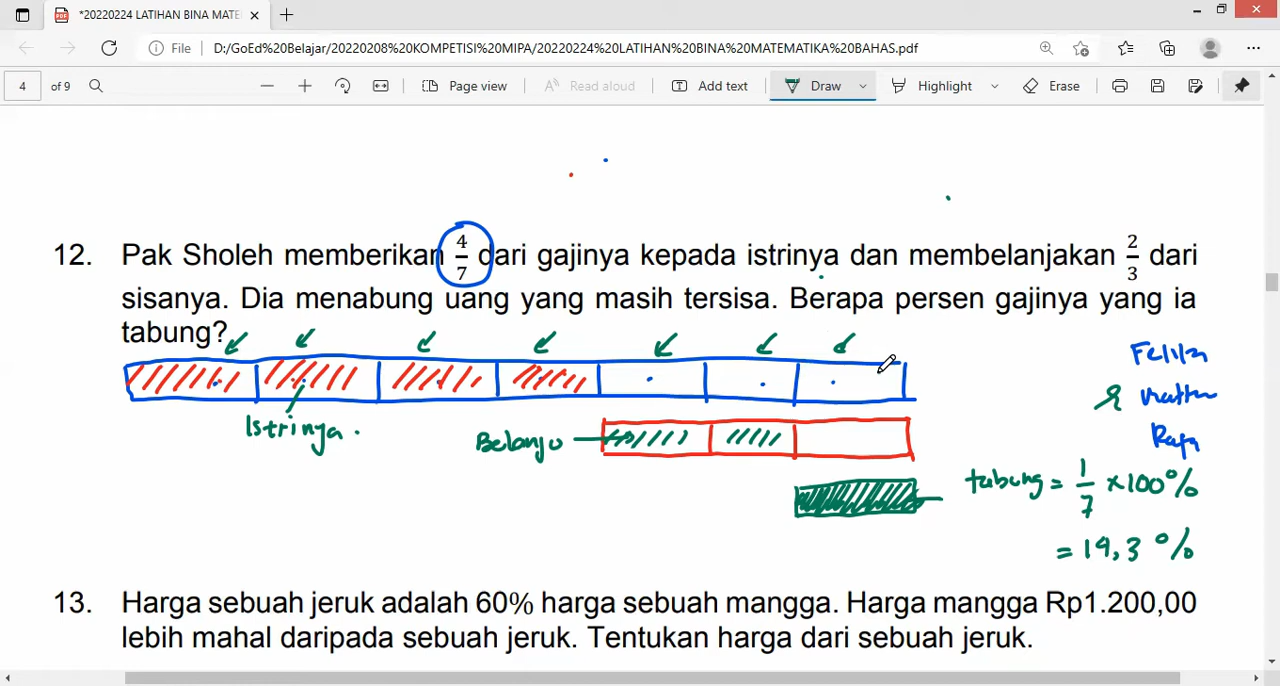 *20220224 LATIHAN BINA MATE
File D:/GoEd%20Belajar/20220208%20KOMPETISI%20MIPA/20220224%20LATIHAN%20BINA%20MATEMATIKA%20BAHAS.pdf
4 of 9 Page view Read aloud Add text Draw Highlight Erase
12. Pak Sholeh memberikan 4/7 dari gajinya kepada istrinya dan membelanjakan 2/3 dari
sisanya. Dia menabung uang yang masih tersisa. Berapa persen gajinya yang ia
tabung?
Istrinya.
Belanja
Rafa
tabung = 1/7 × 100%
= 14,3 %
13. Harga sebuah jeruk adalah 60% harga sebuah mangga. Harga mangga Rp1.200,00
lebih mahal daripada sebuah jeruk. Tentukan harga dari sebuah jeruk.